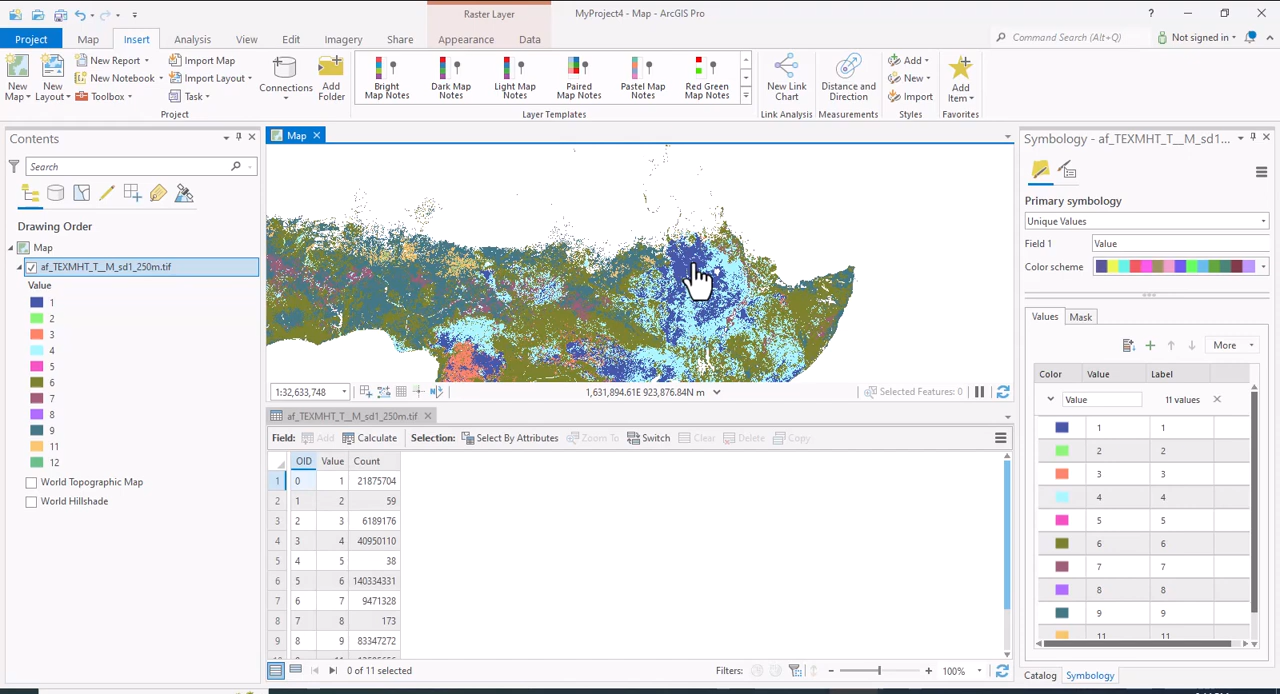 Raster Layer
MyProject4 - Map - ArcGIS Pro
?
Project Map Insert Analysis View Edit Imagery Share Appearance Data
Command Search (Alt+Q)
Not signed in
New Map
New Layout
New Report
New Notebook
Toolbox
Import Map
Import Layout
Task
Project
Connections
Add Folder
Bright Map Notes
Dark Map Notes
Light Map Notes
Paired Map Notes
Pastel Map Notes
Red Green Map Notes
Layer Templates
New Link Chart
Link Analysis
Distance and Direction
Measurements
Add
New
Import
Styles
Add Item
Favorites
Contents
Search
Drawing Order
Map
af_TEXMHT_T__M_sd1_250m.tif
Value
1
2
3
4
5
6
7
8
9
11
12
World Topographic Map
World Hillshade
Map
1:32,633,748
1,631,894.61E 923,876.84N m
Selected Features: 0
af_TEXMHT_T__M_sd1_250m.tif
Field: Add Calculate Selection: Select By Attributes Zoom To Switch Clear Delete Copy
OID Value Count
1 0 1 21875704
2 1 2 59
3 2 3 6189176
4 3 4 40950110
5 4 5 38
6 5 6 140334331
7 6 7 9471328
8 7 8 173
9 8 9 83347272
0 of 11 selected
Filters:
100%
Symbology - af_TEXMHT_T__M_sd1...
Primary symbology
Unique Values
Field 1 Value
Color scheme
Values Mask
More
Color Value Label
Value 11 values
1 1
2 2
3 3
4 4
5 5
6 6
7 7
8 8
9 9
11 11
Catalog Symbology